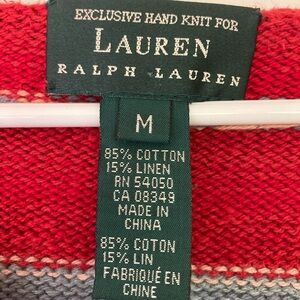 EXCLUSIVE HAND KNIT FOR
LAUREN
RALPH LAUREN
M
85% COTTON
15% LINEN
RN 54050
CA 08349
MADE IN
CHINA
85% COTON
15% LIN
FABRIQUÉ EN
CHINE